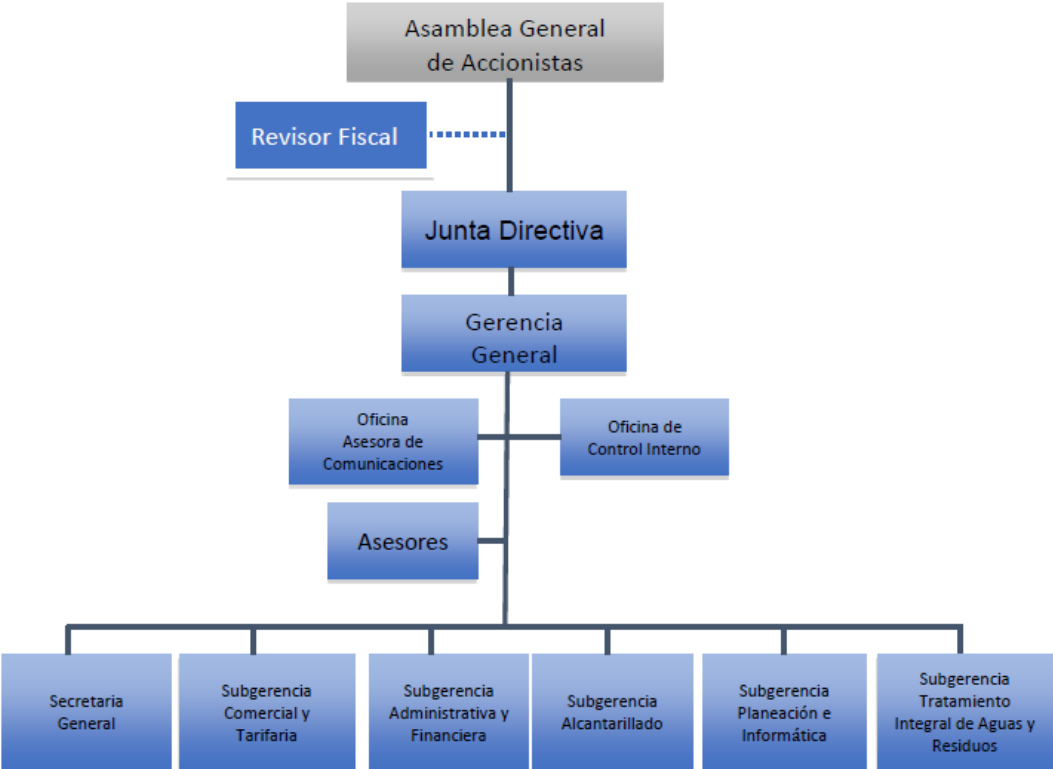 Asamblea General
de Accionistas
Revisor Fiscal
Junta Directiva
Gerencia
General
Oficina
Asesora de
Comunicaciones
Oficina de
Control Interno
Asesores
Secretaria
General
Subgerencia
Comercial y
Tarifaria
Subgerencia
Administrativa y
Financiera
Subgerencia
Alcantarillado
Subgerencia
Planeación e
Informática
Subgerencia
Tratamiento
Integral de Aguas y
Residuos